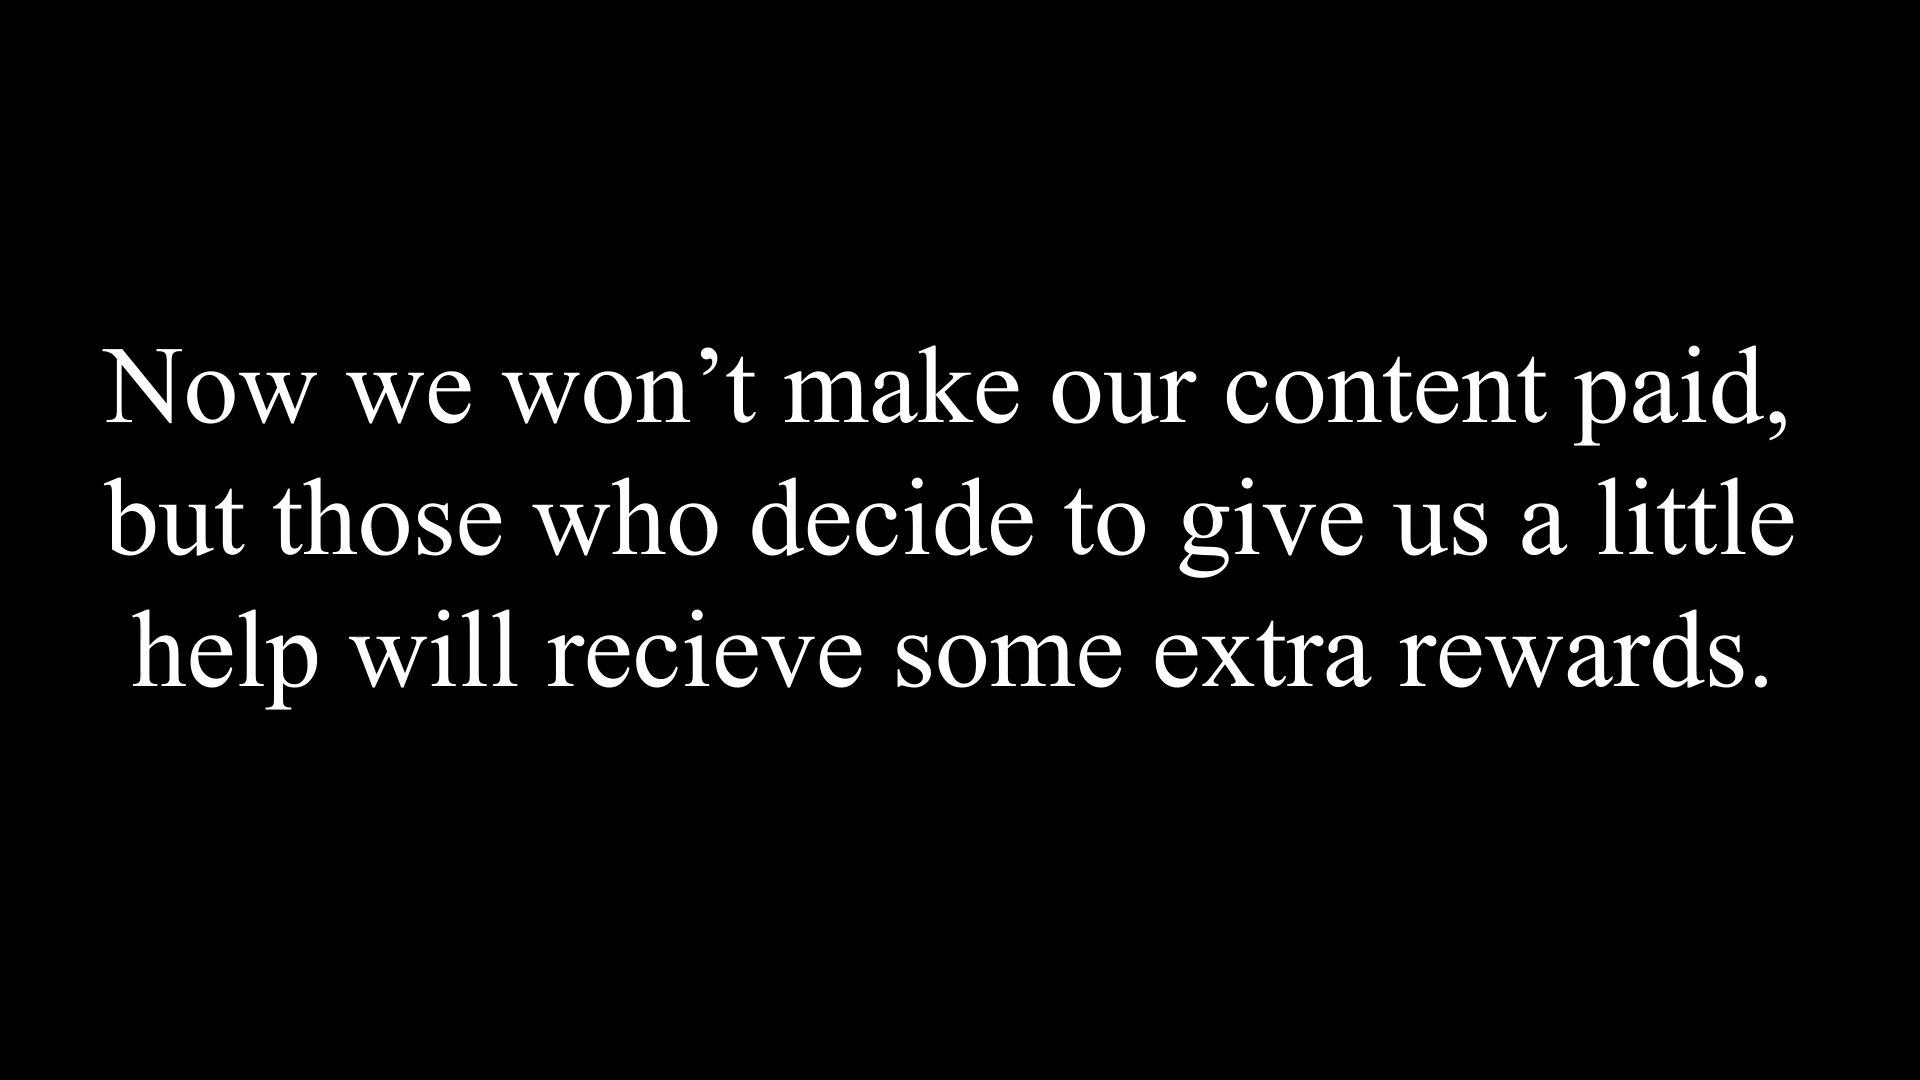 Now we won’t make our content paid,
but those who decide to give us a little
help will recieve some extra rewards.